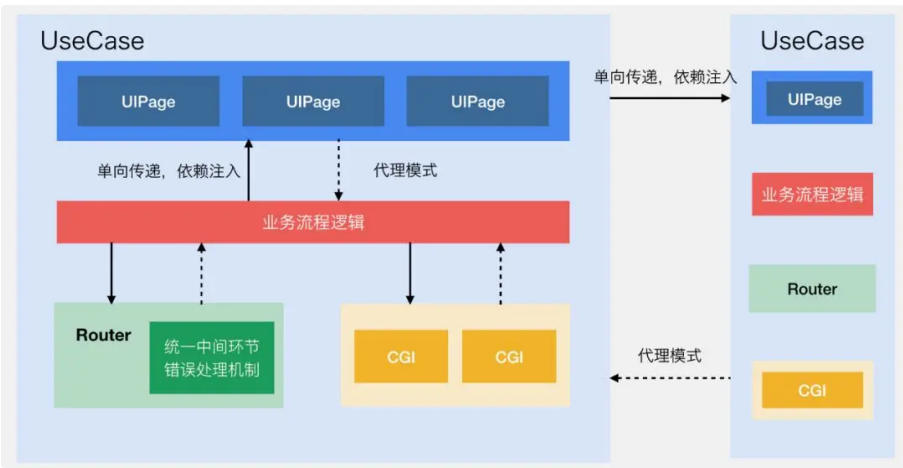 UseCase
UIPage
UIPage
UIPage
单向传递，依赖注入
代理模式
业务流程逻辑
Router
统一中间环节
错误处理机制
CGI
CGI
单向传递，依赖注入
代理模式
UseCase
UIPage
业务流程逻辑
Router
CGI